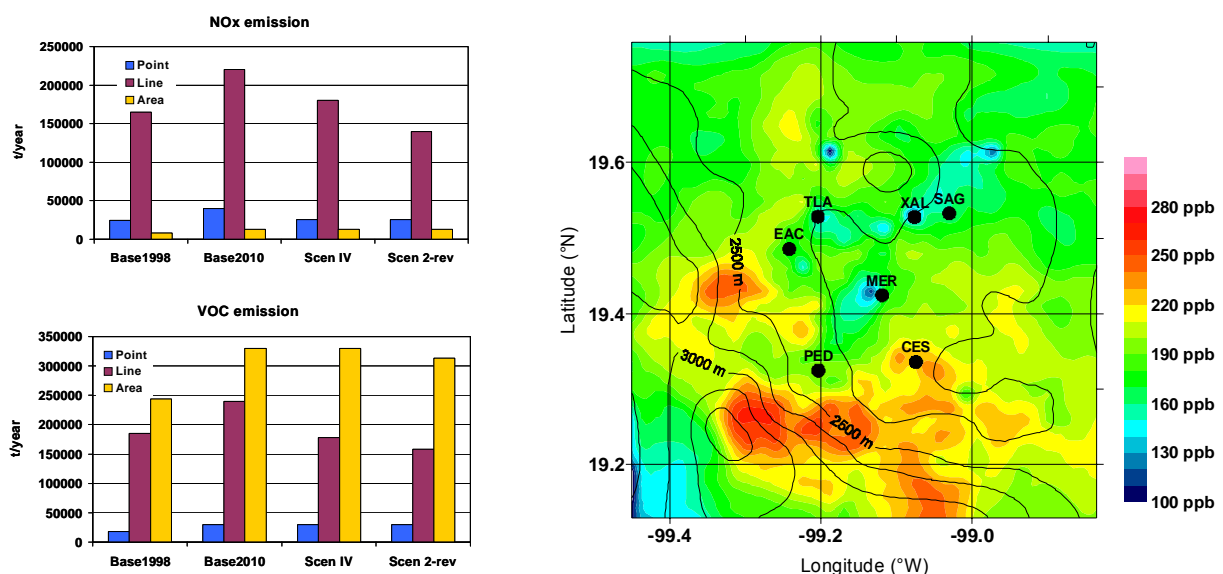 NOx emission
250000
200000
150000
100000
50000
0
t/year
Point
Line
Area
Base1998 Base2010 Scen IV Scen 2-rev
VOC emission
350000
300000
250000
200000
150000
100000
50000
0
t/year
Point
Line
Area
Base1998 Base2010 Scen IV Scen 2-rev
19.6
19.4
19.2
Latitude (°N)
TLA
XAL
SAG
EAC
2500 m
MER
PED
CES
3000 m
2500 m
-99.4 -99.2 -99.0
Longitude (°W)
280 ppb
250 ppb
220 ppb
190 ppb
160 ppb
130 ppb
100 ppb